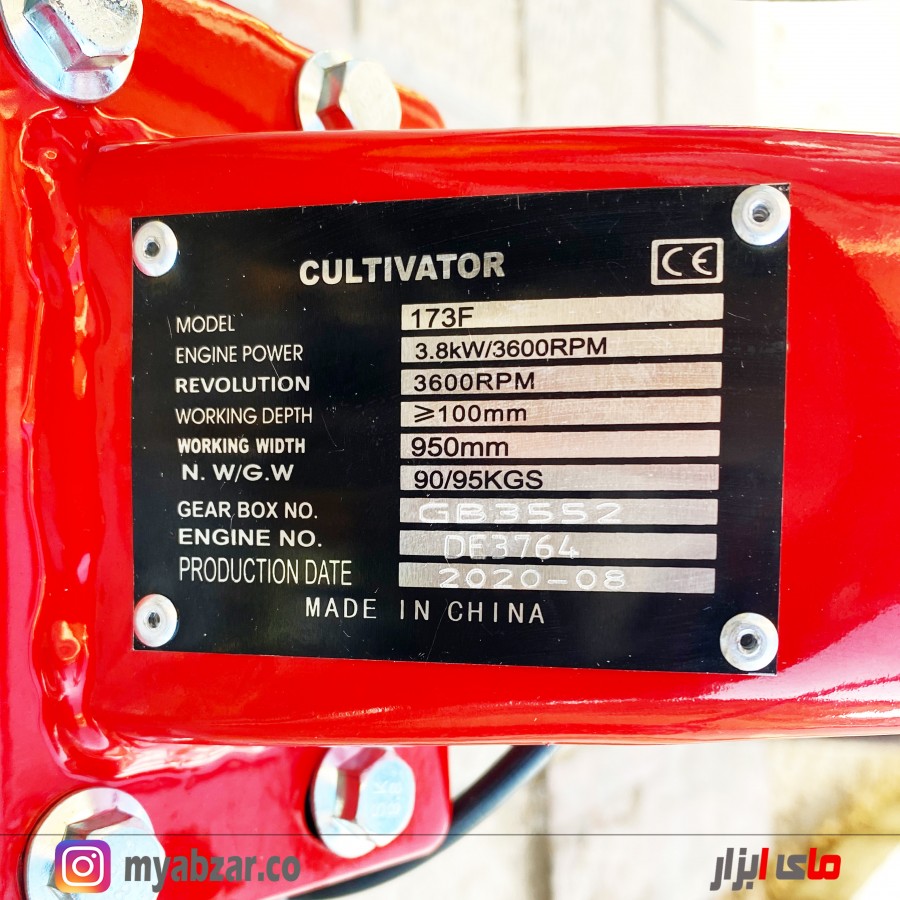 CULTIVATOR CE
MODEL 173F
ENGINE POWER 3.8kW/3600RPM
REVOLUTION 3600RPM
WORKING DEPTH ≥100mm
WORKING WIDTH 950mm
N. W/G.W 90/95KGS
GEAR BOX NO. GB3552
ENGINE NO. DE3764
PRODUCTION DATE 2020-08
MADE IN CHINA
myabzar.co
مای ابزار